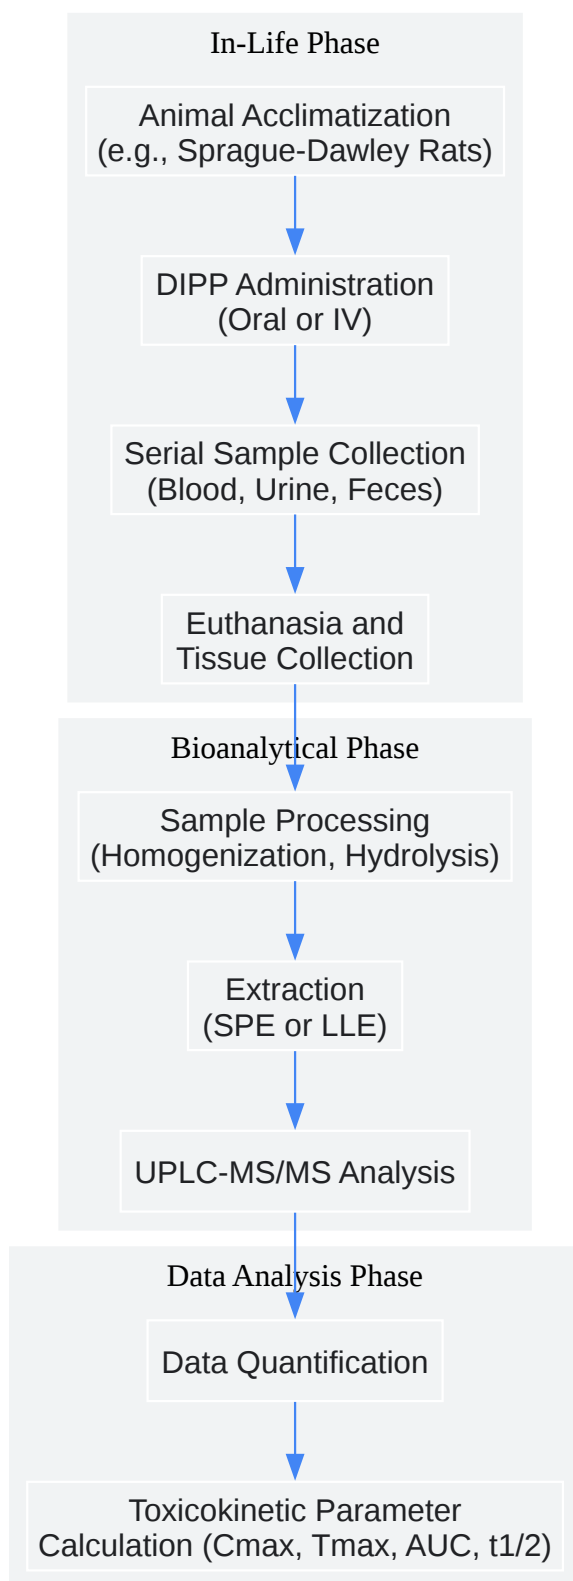 In-Life Phase
Animal Acclimatization
(e.g., Sprague-Dawley Rats)
DIPP Administration
(Oral or IV)
Serial Sample Collection
(Blood, Urine, Feces)
Euthanasia and
Tissue Collection
Bioanalytical Phase
Sample Processing
(Homogenization, Hydrolysis)
Extraction
(SPE or LLE)
UPLC-MS/MS Analysis
Data Analysis Phase
Data Quantification
Toxicokinetic Parameter
Calculation (Cmax, Tmax, AUC, t1/2)